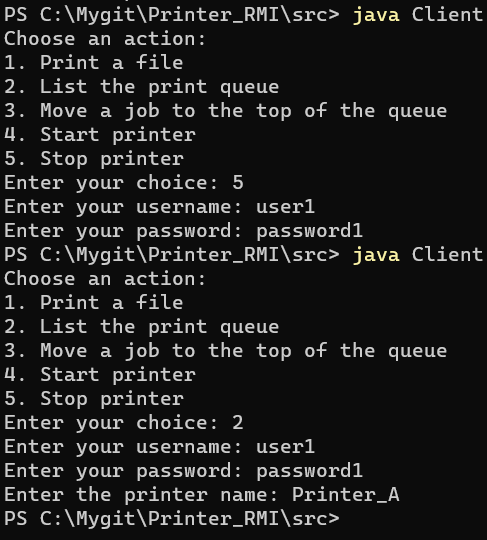 PS C:\Mygit\Printer_RMI\src> java Client
Choose an action:
1. Print a file
2. List the print queue
3. Move a job to the top of the queue
4. Start printer
5. Stop printer
Enter your choice: 5
Enter your username: user1
Enter your password: password1
PS C:\Mygit\Printer_RMI\src> java Client
Choose an action:
1. Print a file
2. List the print queue
3. Move a job to the top of the queue
4. Start printer
5. Stop printer
Enter your choice: 2
Enter your username: user1
Enter your password: password1
Enter the printer name: Printer_A
PS C:\Mygit\Printer_RMI\src>